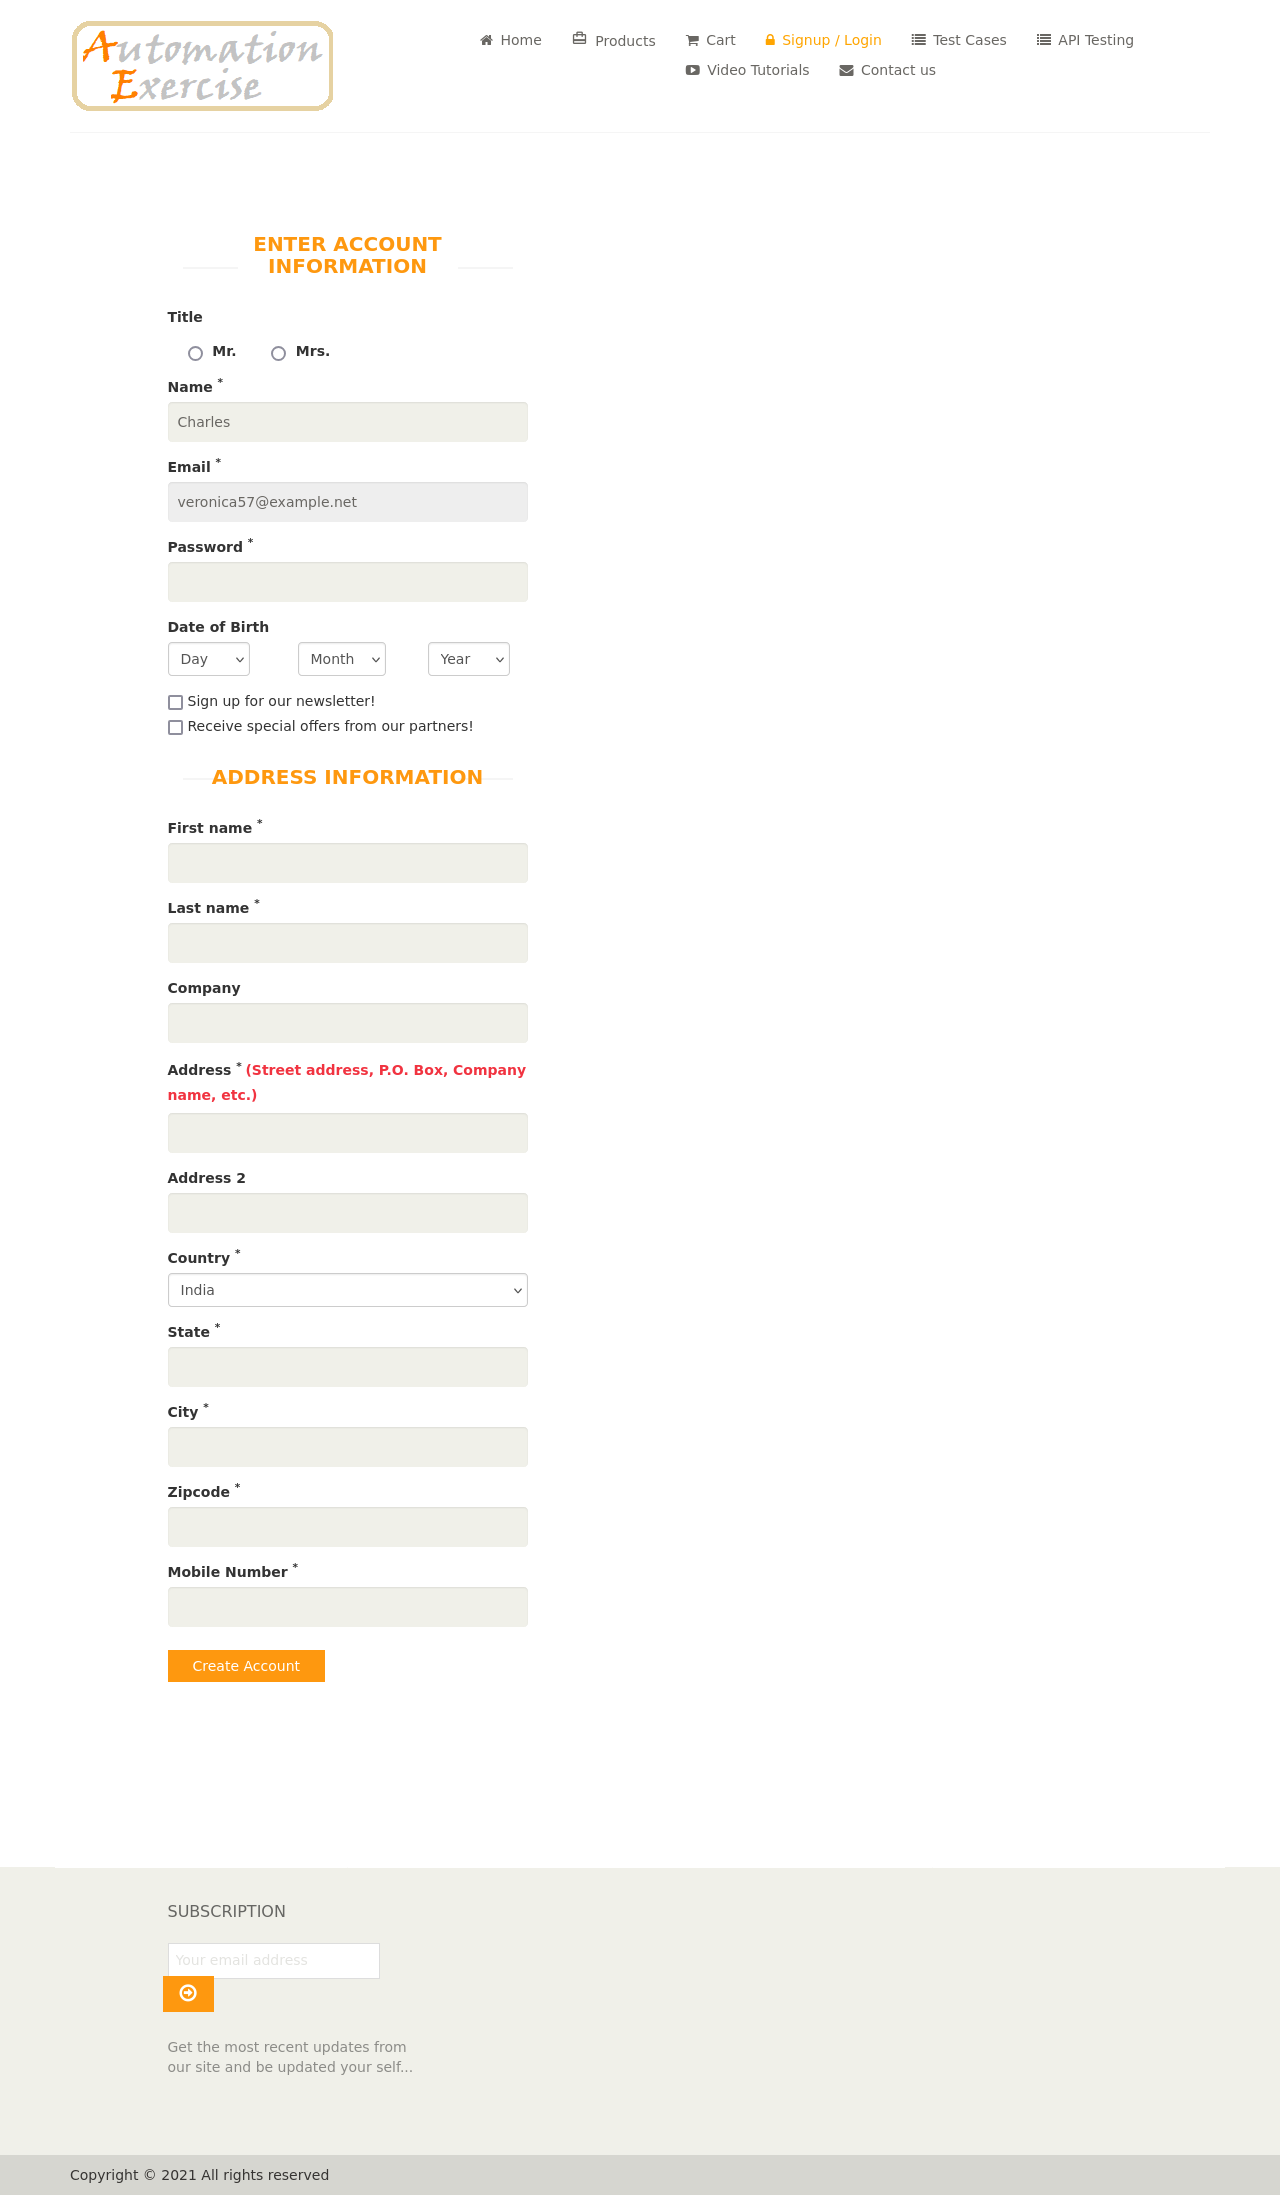 Automation
Exercise
Home
Products
Cart
Signup / Login
Test Cases
API Testing
Video Tutorials
Contact us
ENTER ACCOUNT
INFORMATION
Title
Mr.
Mrs.
Name *
Charles
Email *
veronica57@example.net
Password *
Date of Birth
Day
Month
Year
Sign up for our newsletter!
Receive special offers from our partners!
ADDRESS INFORMATION
First name *
Last name *
Company
Address * (Street address, P.O. Box, Company
name, etc.)
Address 2
Country *
India
State *
City *
Zipcode *
Mobile Number *
Create Account
SUBSCRIPTION
Your email address
Get the most recent updates from
our site and be updated your self...
Copyright © 2021 All rights reserved